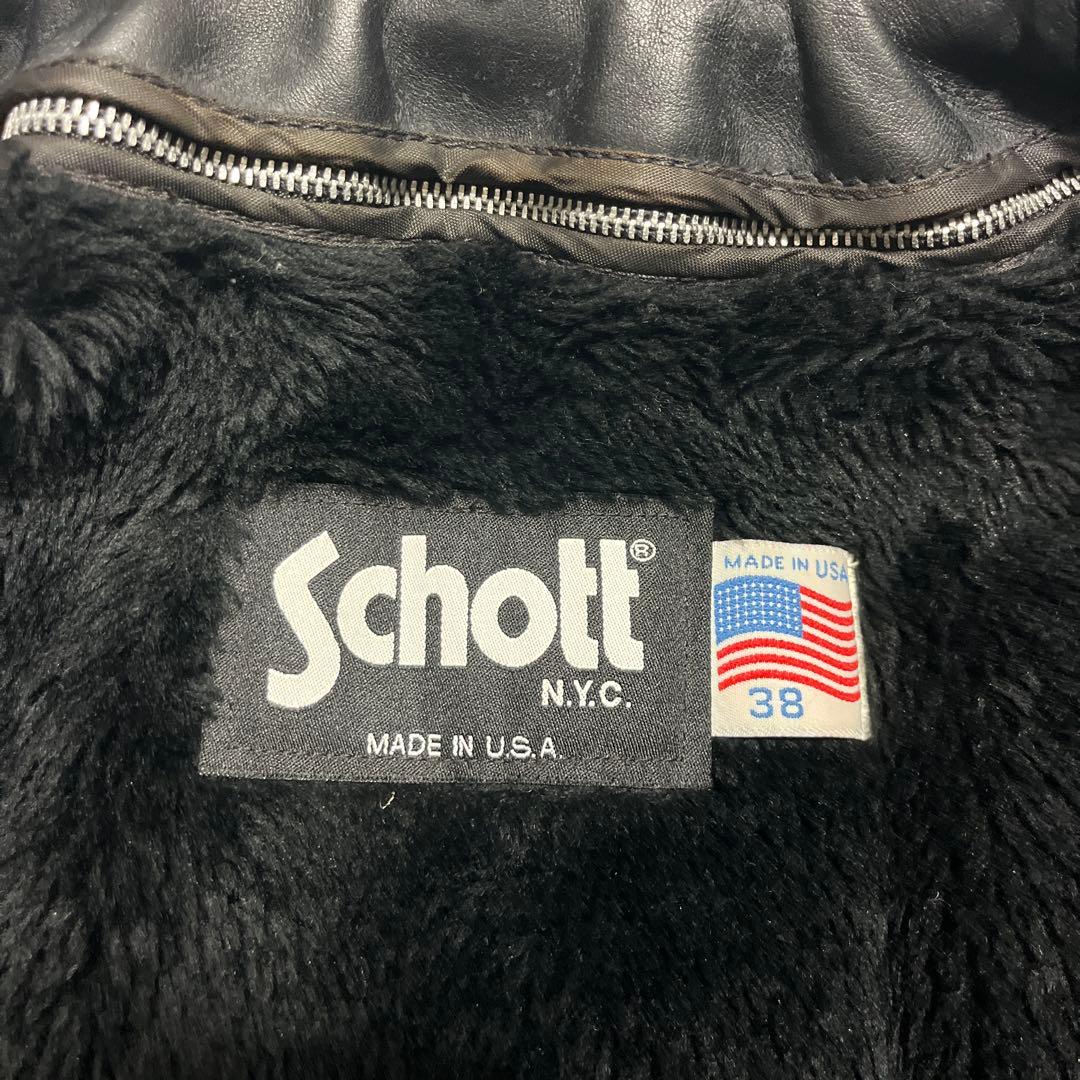 Schott®
N.Y.C.
MADE IN U.S.A.
MADE IN USA
38